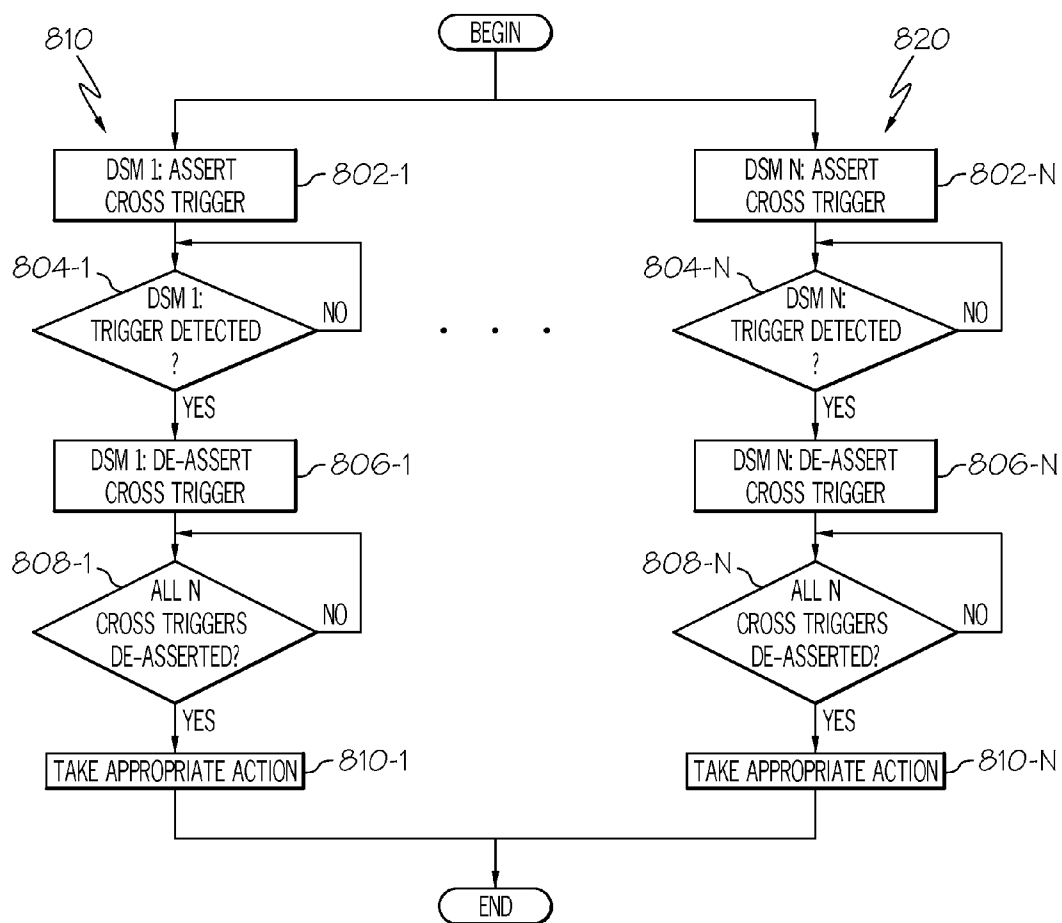 BEGIN
810
820
DSM 1: ASSERT
CROSS TRIGGER
802-1
DSM N: ASSERT
CROSS TRIGGER
802-N
804-1
DSM 1:
TRIGGER DETECTED
?
NO
. . .
804-N
DSM N:
TRIGGER DETECTED
?
NO
YES
YES
DSM 1: DE-ASSERT
CROSS TRIGGER
806-1
DSM N: DE-ASSERT
CROSS TRIGGER
806-N
808-1
ALL N
CROSS TRIGGERS
DE-ASSERTED?
NO
808-N
ALL N
CROSS TRIGGERS
DE-ASSERTED?
NO
YES
YES
TAKE APPROPRIATE ACTION
810-1
TAKE APPROPRIATE ACTION
810-N
END